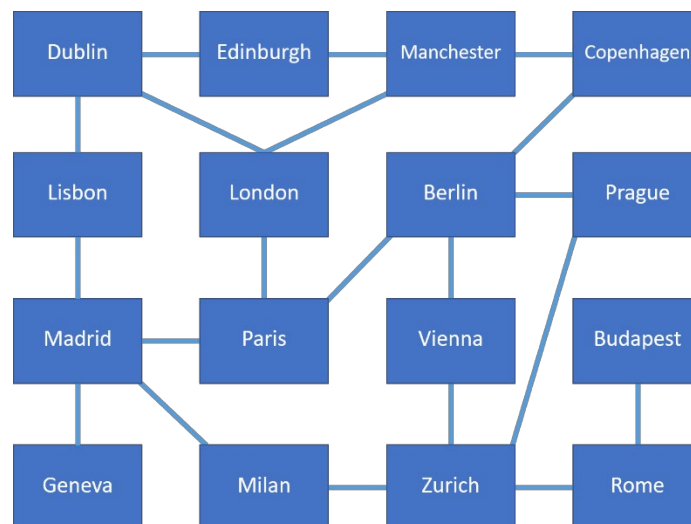 Dublin
Edinburgh
Manchester
Copenhagen
Lisbon
London
Berlin
Prague
Madrid
Paris
Vienna
Budapest
Geneva
Milan
Zurich
Rome